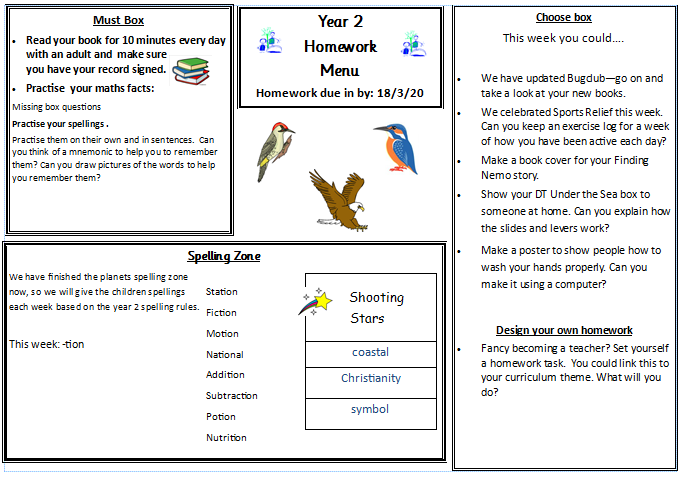 Must Box
• Read your book for 10 minutes every day
with an adult and make sure
you have your record signed.
• Practise your maths facts:
Missing box questions
Practise your spellings .
Practise them on their own and in sentences. Can
you think of a mnemonic to help you to remember
them? Can you draw pictures of the words to help
you remember them?
Year 2
Homework
Menu
Homework due in by: 18/3/20
Choose box
This week you could….
• We have updated Bugdub—go on and
take a look at your new books.
• We celebrated Sports Relief this week.
Can you keep an exercise log for a week
of how you have been active each day?
• Make a book cover for your Finding
Nemo story.
• Show your DT Under the Sea box to
someone at home. Can you explain how
the slides and levers work?
• Make a poster to show people how to
wash your hands properly. Can you
make it using a computer?
Design your own homework
• Fancy becoming a teacher? Set yourself
a homework task. You could link this to
your curriculum theme. What will you
do?
Spelling Zone
We have finished the planets spelling zone
now, so we will give the children spellings
each week based on the year 2 spelling rules.
This week: -tion
Station
Fiction
Motion
National
Addition
Subtraction
Potion
Nutrition
Shooting
Stars
coastal
Christianity
symbol